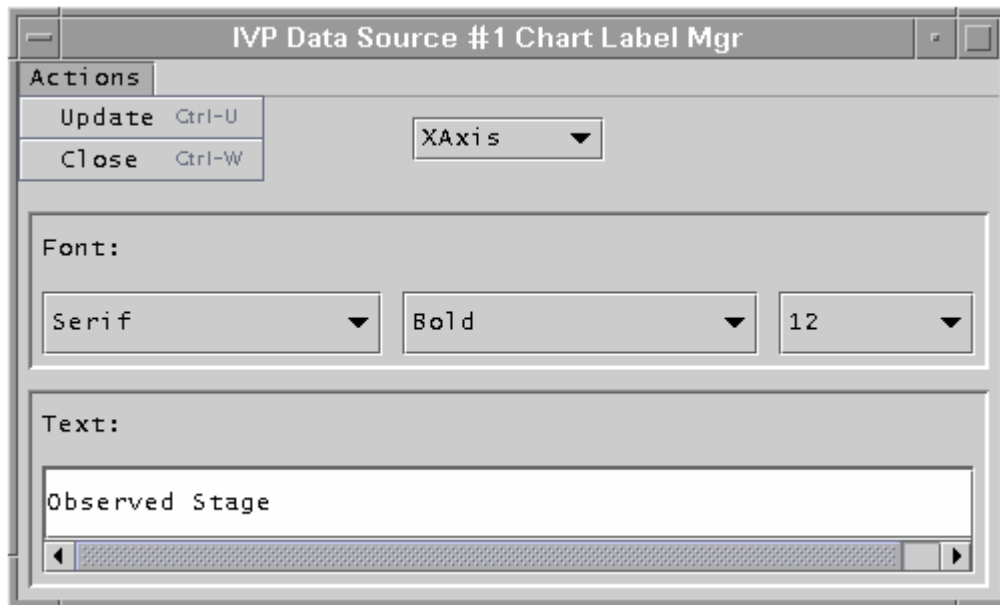 IVP Data Source #1 Chart Label Mgr
Actions
Update Ctrl-U
Close Ctrl-W
XAxis
Font:
Serif Bold 12
Text:
Observed Stage